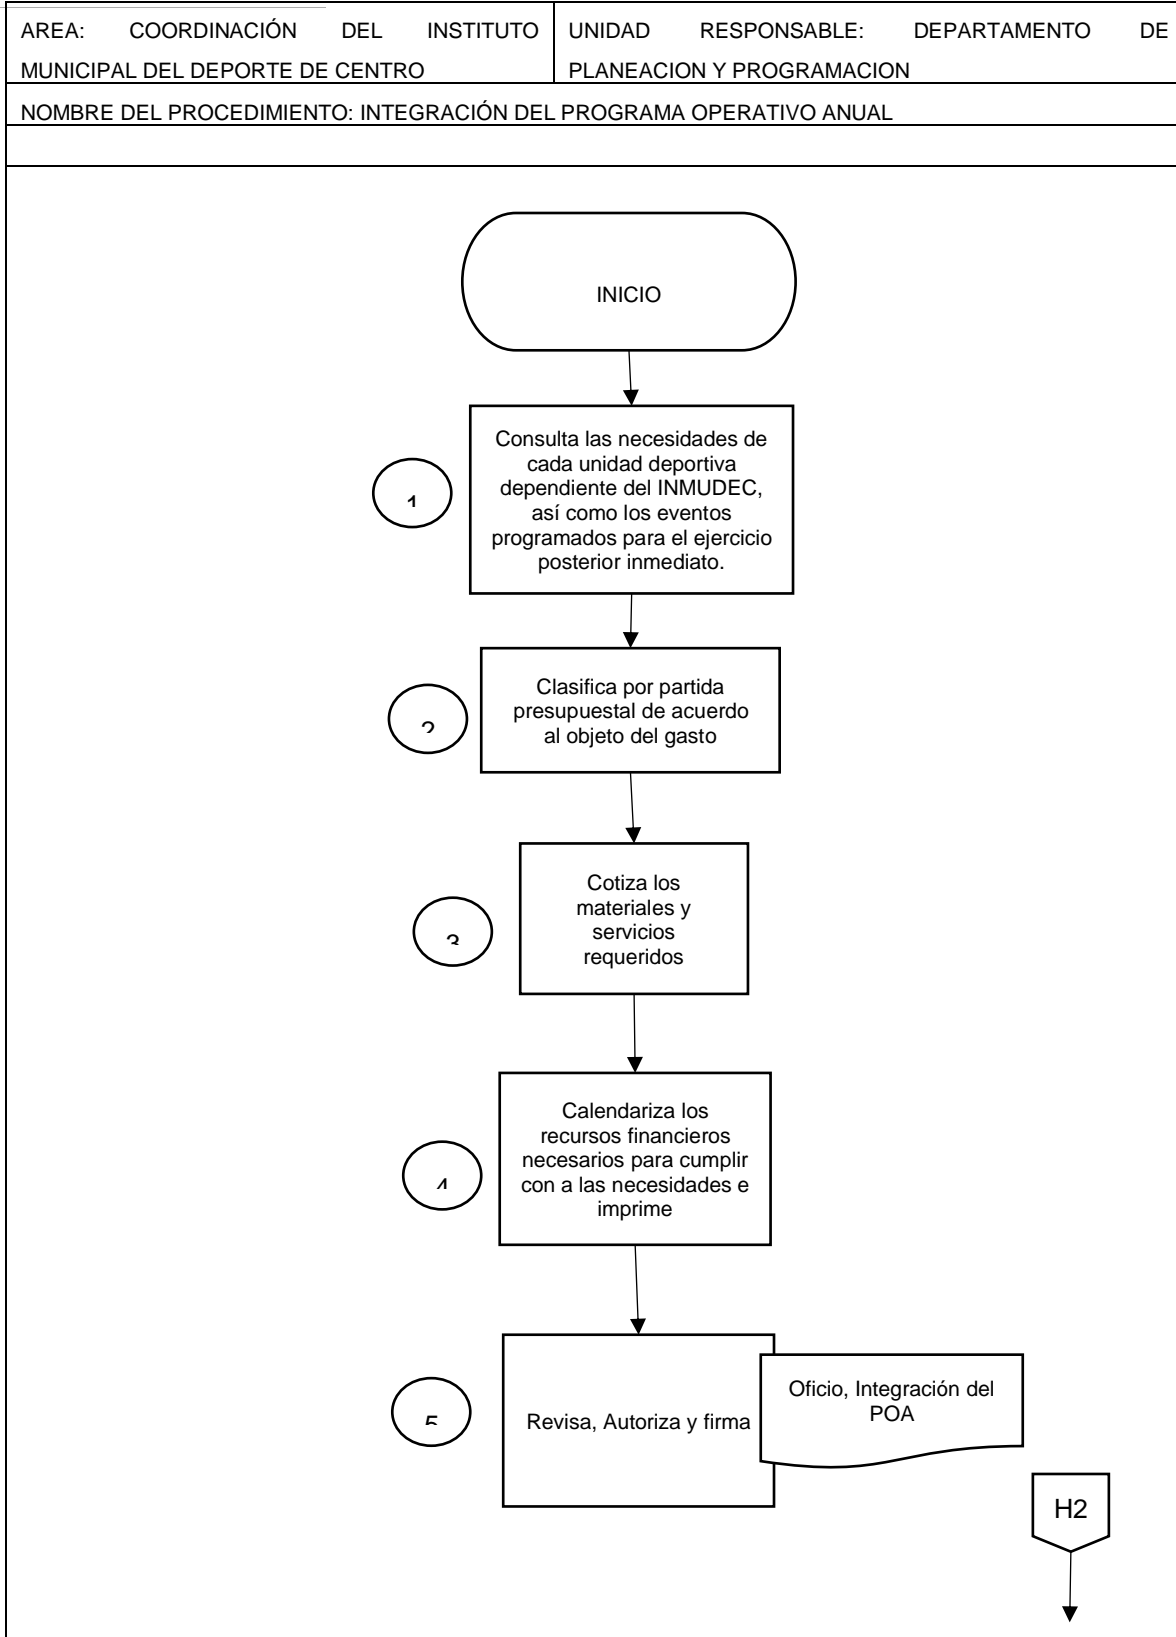 AREA: COORDINACIÓN DEL INSTITUTO
MUNICIPAL DEL DEPORTE DE CENTRO
UNIDAD RESPONSABLE: DEPARTAMENTO DE
PLANEACION Y PROGRAMACION
NOMBRE DEL PROCEDIMIENTO: INTEGRACIÓN DEL PROGRAMA OPERATIVO ANUAL
INICIO
1
Consulta las necesidades de
cada unidad deportiva
dependiente del INMUDEC,
así como los eventos
programados para el ejercicio
posterior inmediato.
2
Clasifica por partida
presupuestal de acuerdo
al objeto del gasto
3
Cotiza los
materiales y
servicios
requeridos
4
Calendariza los
recursos financieros
necesarios para cumplir
con a las necesidades e
imprime
5
Revisa, Autoriza y firma
Oficio, Integración del
POA
H2